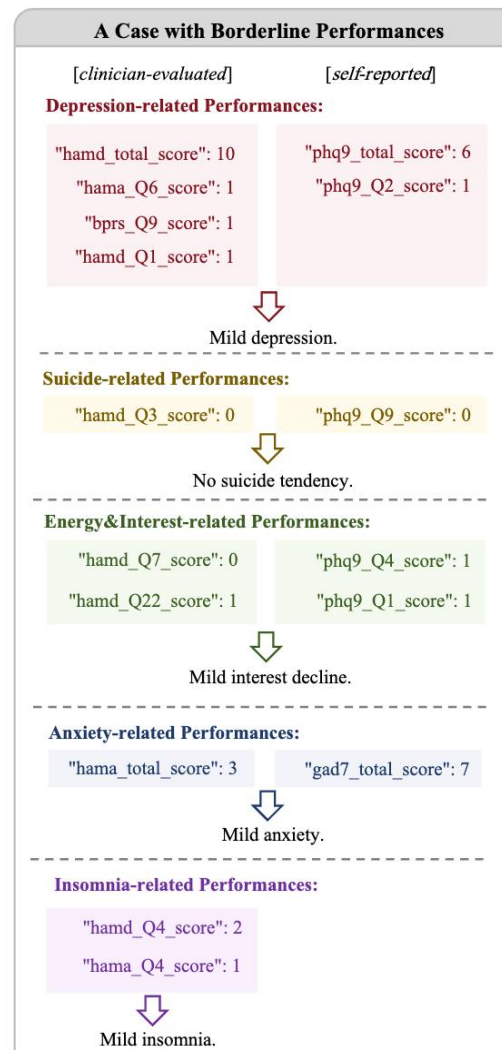 A Case with Borderline Performances
[clinician-evaluated] [self-reported]
Depression-related Performances:
"hamd_total_score": 10 "phq9_total_score": 6
"hama_Q6_score": 1 "phq9_Q2_score": 1
"bprs_Q9_score": 1
"hamd_Q1_score": 1
Mild depression.
Suicide-related Performances:
"hamd_Q3_score": 0 "phq9_Q9_score": 0
No suicide tendency.
Energy&Interest-related Performances:
"hamd_Q7_score": 0 "phq9_Q4_score": 1
"hamd_Q22_score": 1 "phq9_Q1_score": 1
Mild interest decline.
Anxiety-related Performances:
"hama_total_score": 3 "gad7_total_score": 7
Mild anxiety.
Insomnia-related Performances:
"hamd_Q4_score": 2
"hama_Q4_score": 1
Mild insomnia.